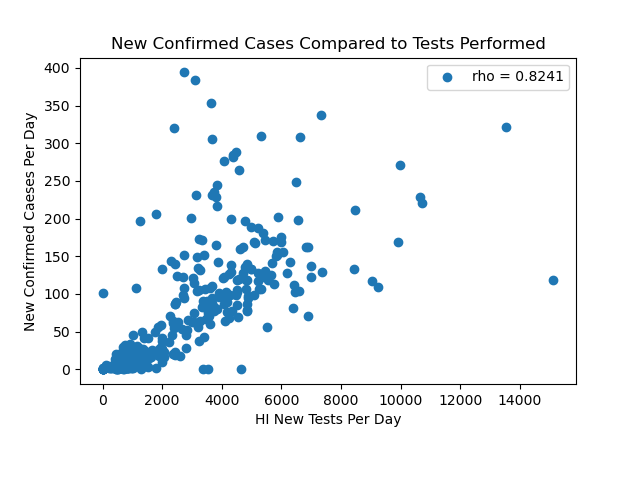 New Confirmed Cases Compared to Tests Performed
rho = 0.8241
New Confirmed Caeses Per Day
400
350
300
250
200
150
100
50
0
0 2000 4000 6000 8000 10000 12000 14000
HI New Tests Per Day